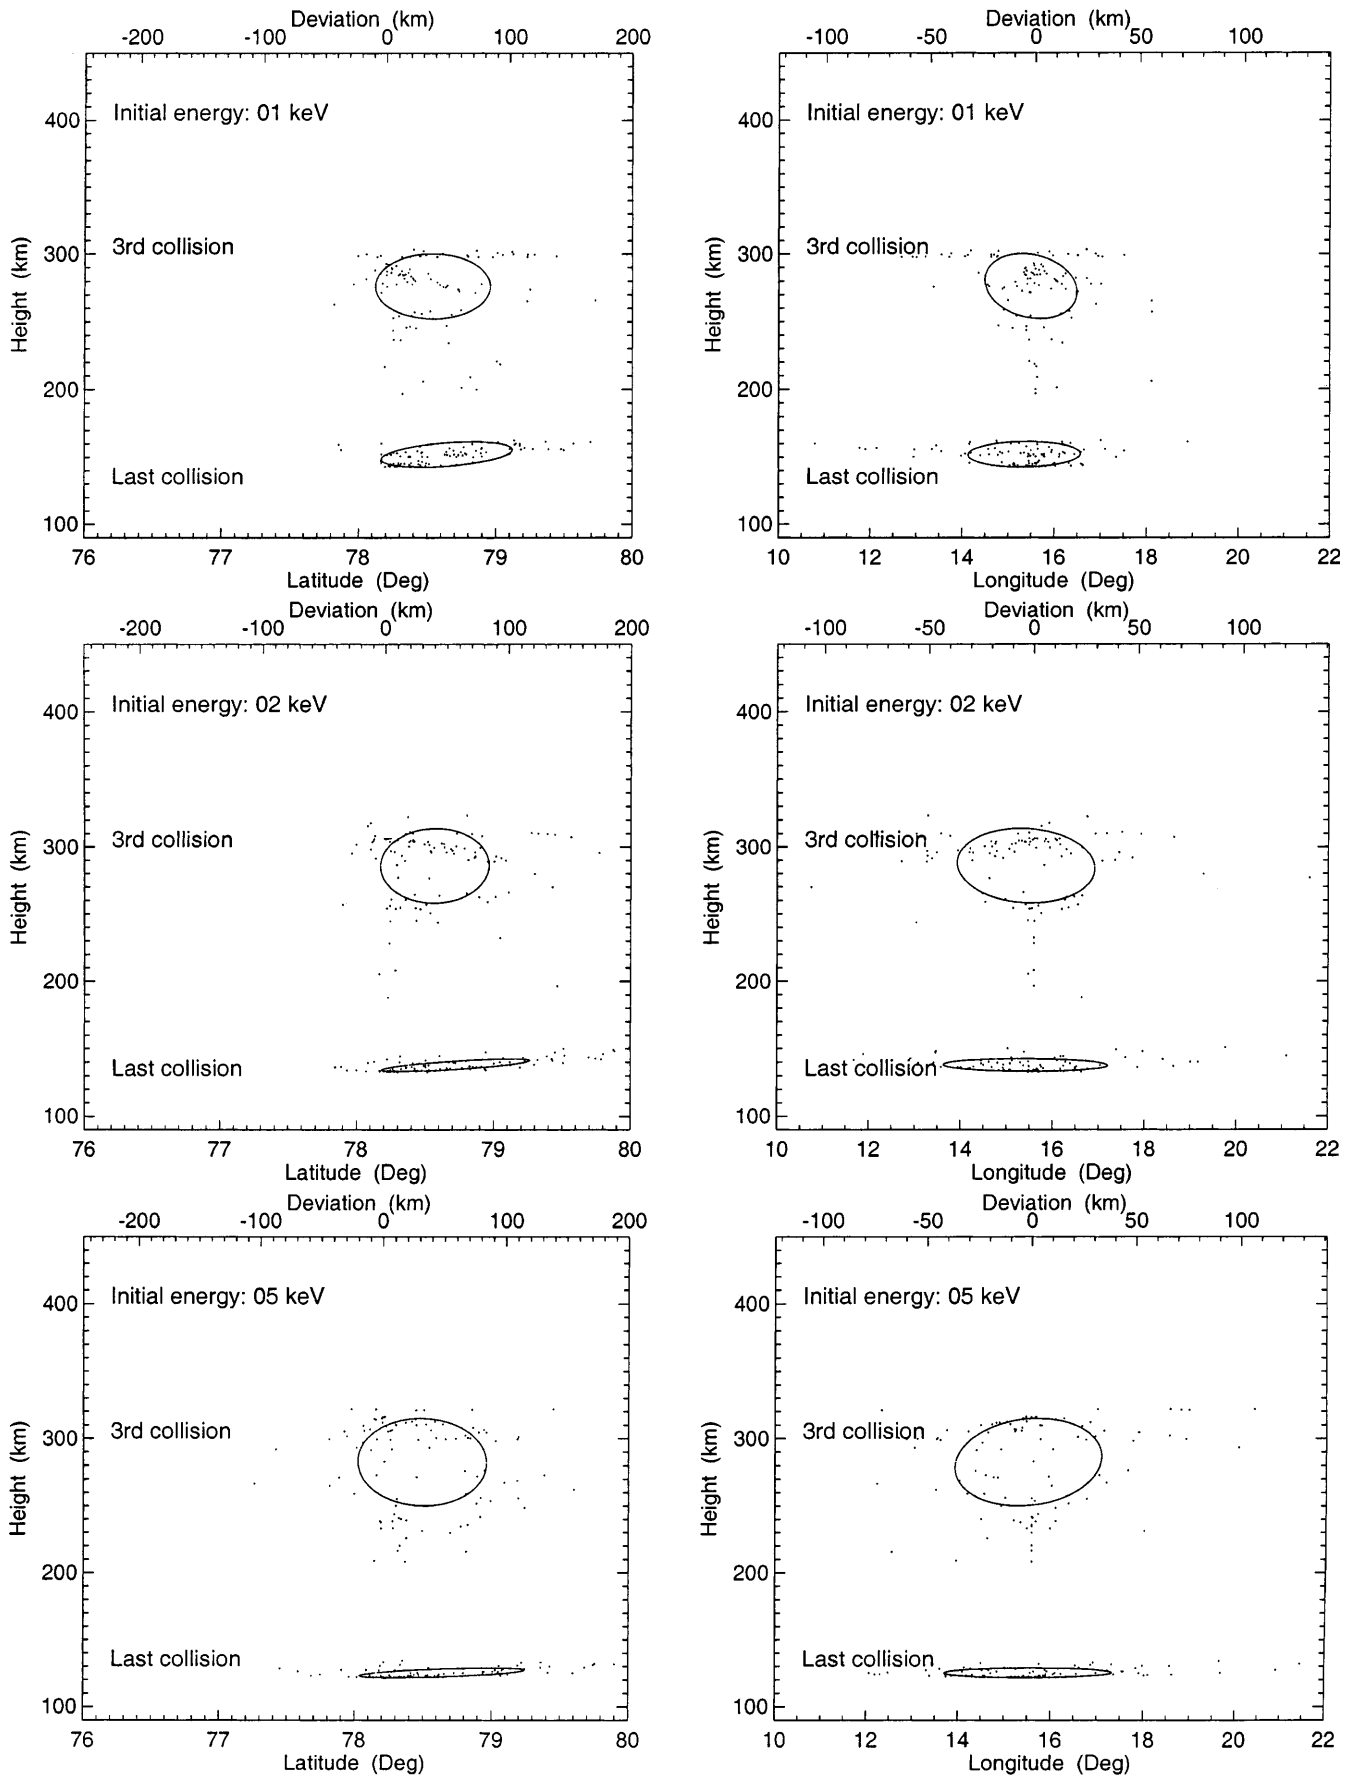 Deviation (km)
-200 -100 0 100 200
Initial energy: 01 keV
400
3rd collision
300
Height (km)
200
Last collision
100
76 77 78 79 80
Latitude (Deg)
Deviation (km)
-100 -50 0 50 100
Initial energy: 01 keV
400
3rd collision
300
Height (km)
200
Last collision
100
10 12 14 16 18 20 22
Longitude (Deg)
Deviation (km)
-200 -100 0 100 200
Initial energy: 02 keV
400
3rd collision
300
Height (km)
200
Last collision
100
76 77 78 79 80
Latitude (Deg)
Deviation (km)
-100 -50 0 50 100
Initial energy: 02 keV
400
3rd collision
300
Height (km)
200
Last collision
100
10 12 14 16 18 20 22
Longitude (Deg)
Deviation (km)
-200 -100 0 100 200
Initial energy: 05 keV
400
3rd collision
300
Height (km)
200
Last collision
100
76 77 78 79 80
Latitude (Deg)
Deviation (km)
-100 -50 0 50 100
Initial energy: 05 keV
400
3rd collision
300
Height (km)
200
Last collision
100
10 12 14 16 18 20 22
Longitude (Deg)